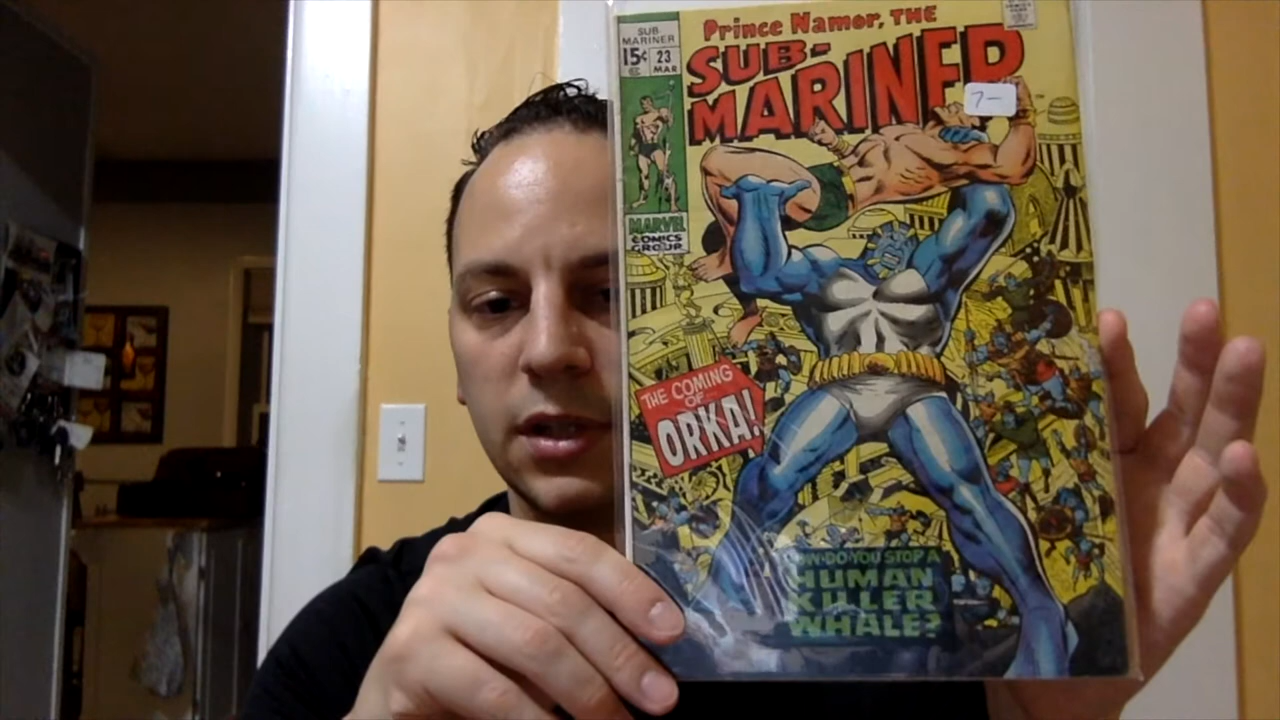 SUB-
MARINER
15¢ 23
MAR
Prince Namor, THE
SUB-
MARINER
7-
MARVEL
COMICS
GROUP
THE COMING
OF...
ORKA!
DO YOU STOP A
HUMAN
KILLER
WHALE?